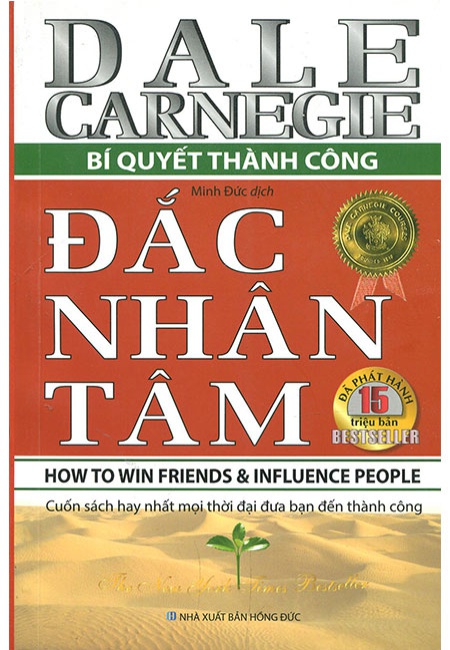 DALE
CARNEGIE
BÍ QUYẾT THÀNH CÔNG
Minh Đức dịch
ĐẮC
NHÂN
TÂM
ĐÃ PHÁT HÀNH
15
triệu bản
BESTSELLER
HOW TO WIN FRIENDS & INFLUENCE PEOPLE
Cuốn sách hay nhất mọi thời đại đưa bạn đến thành công
Times Bestseller
NHÀ XUẤT BẢN HỒNG ĐỨC